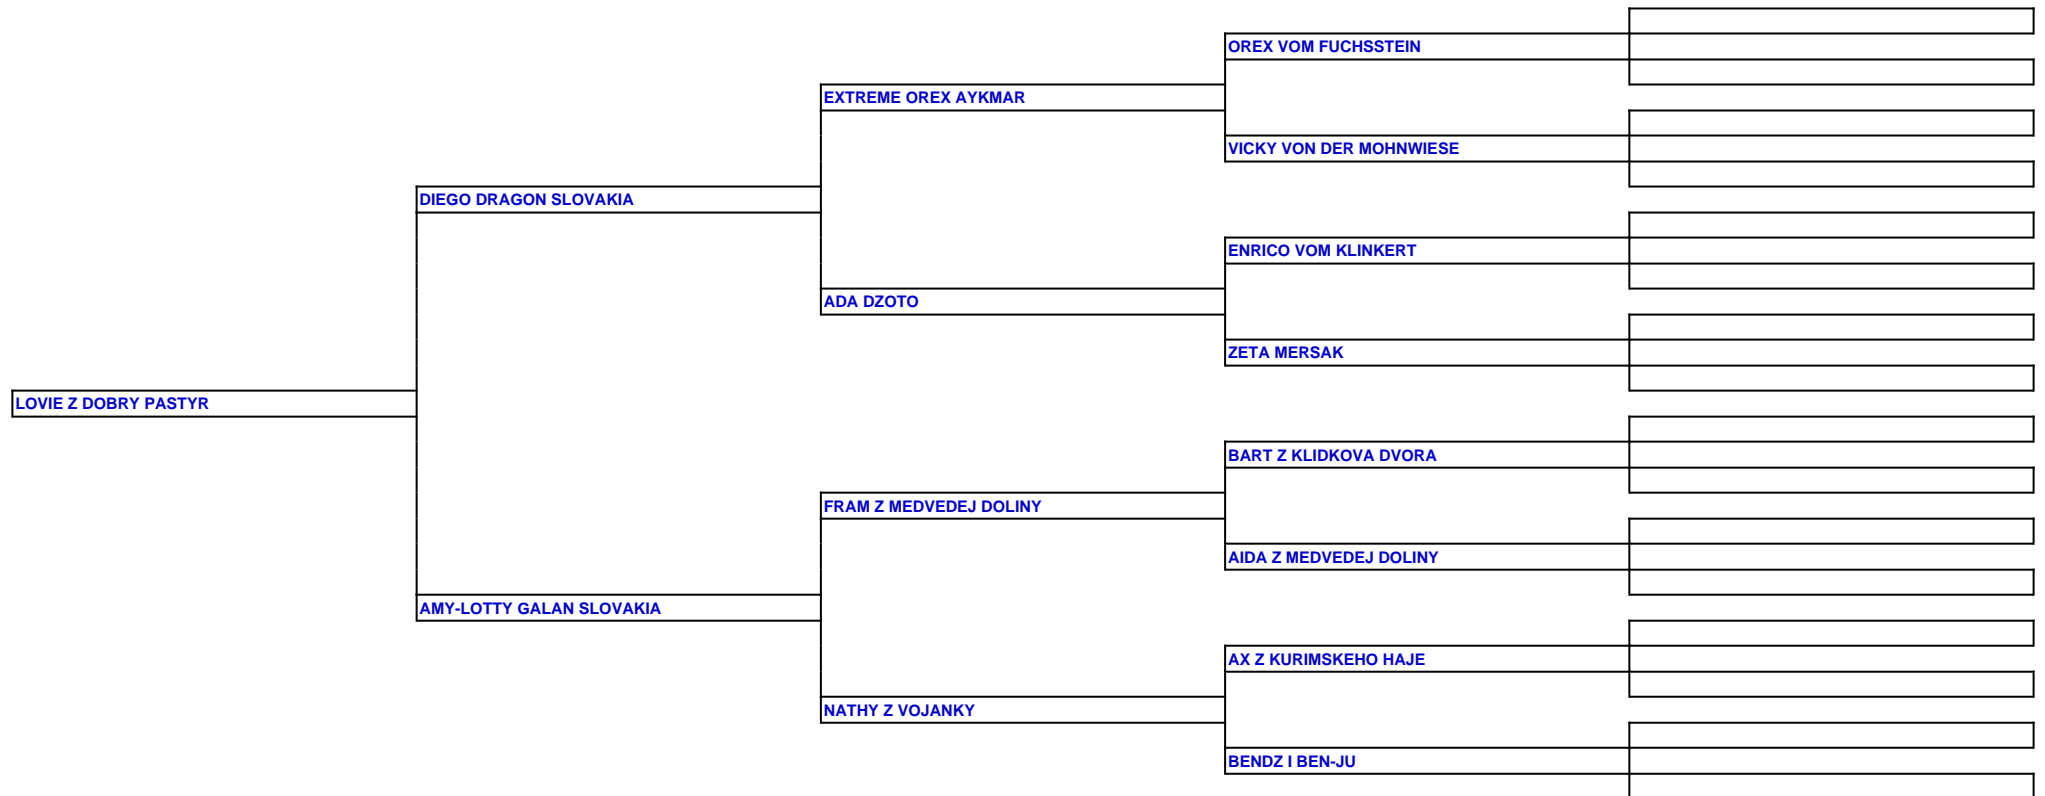 OREX VOM FUCHSSTEIN
EXTREME OREX AYKMAR
VICKY VON DER MOHNWIESE
DIEGO DRAGON SLOVAKIA
ENRICO VOM KLINKERT
ADA DZOTO
ZETA MERSAK
LOVIE Z DOBRY PASTYR
BART Z KLIDKOVA DVORA
FRAM Z MEDVEDEJ DOLINY
AIDA Z MEDVEDEJ DOLINY
AMY-LOTTY GALAN SLOVAKIA
AX Z KURIMSKEHO HAJE
NATHY Z VOJANKY
BENDZ I BEN-JU